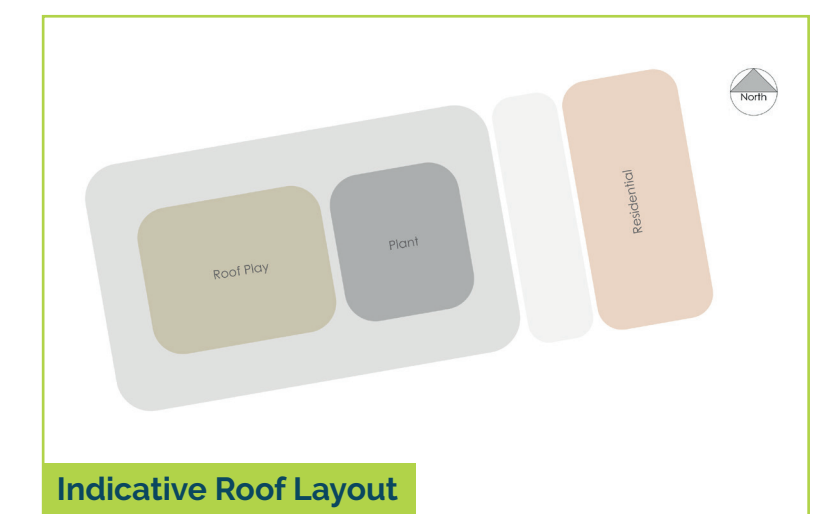 North
Residential
Plant
Roof Play
Indicative Roof Layout